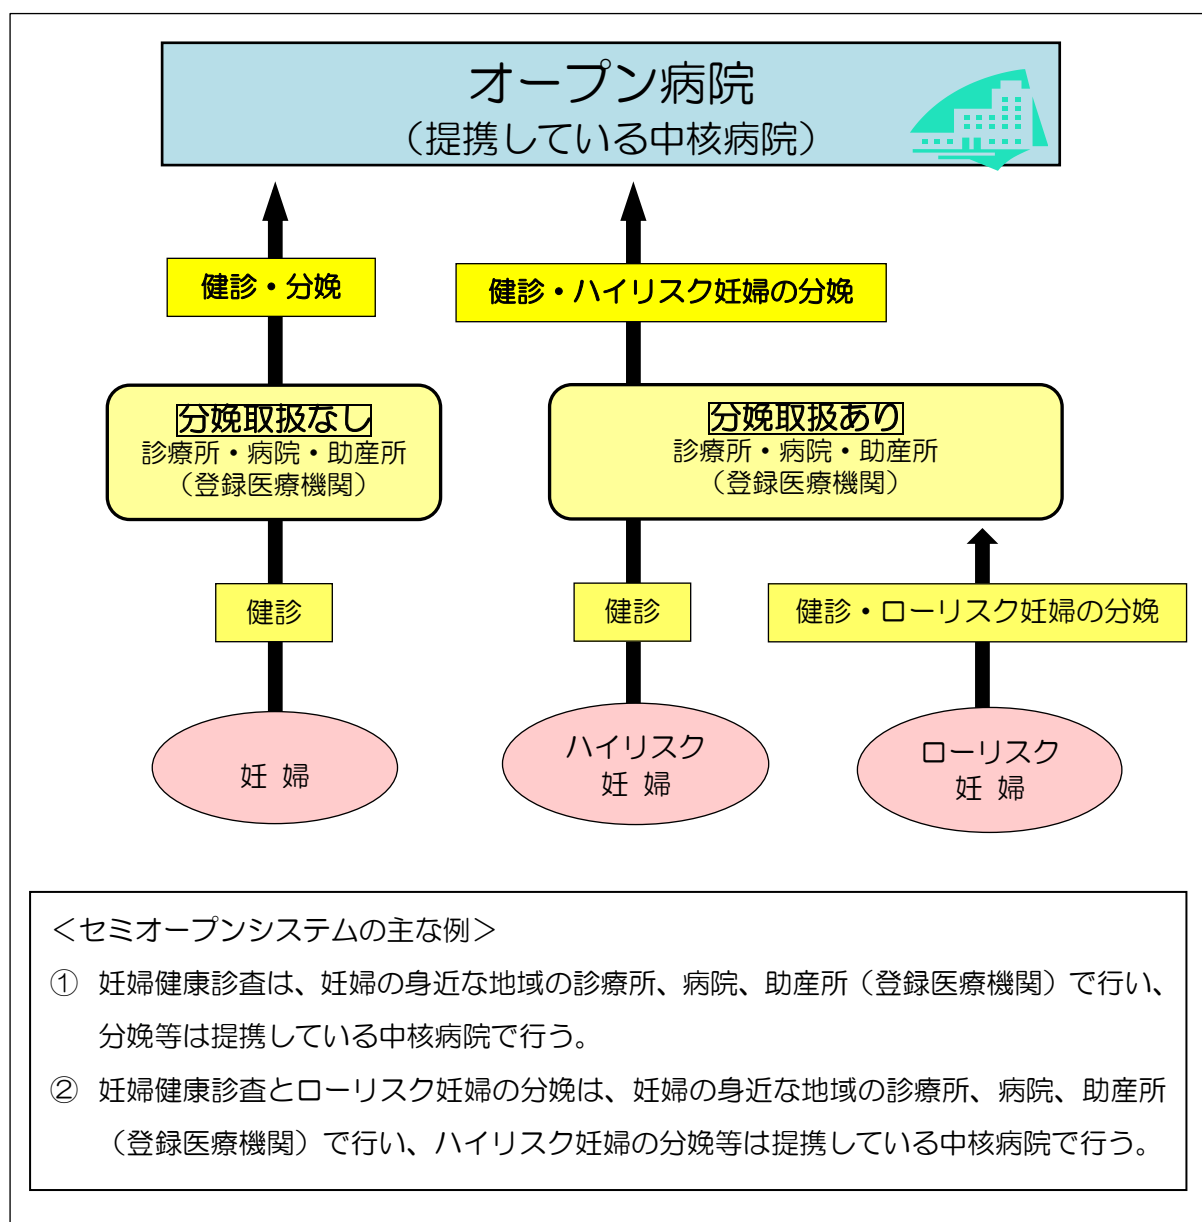 オープン病院
（提携している中核病院）
健診・分娩
健診・ハイリスク妊婦の分娩
分娩取扱なし
診療所・病院・助産所
（登録医療機関）
分娩取扱あり
診療所・病院・助産所
（登録医療機関）
健診
健診
健診・ローリスク妊婦の分娩
妊 婦
ハイリスク
妊 婦
ローリスク
妊 婦
＜セミオープンシステムの主な例＞
① 妊婦健康診査は、妊婦の身近な地域の診療所、病院、助産所（登録医療機関）で行い、
分娩等は提携している中核病院で行う。
② 妊婦健康診査とローリスク妊婦の分娩は、妊婦の身近な地域の診療所、病院、助産所
（登録医療機関）で行い、ハイリスク妊婦の分娩等は提携している中核病院で行う。